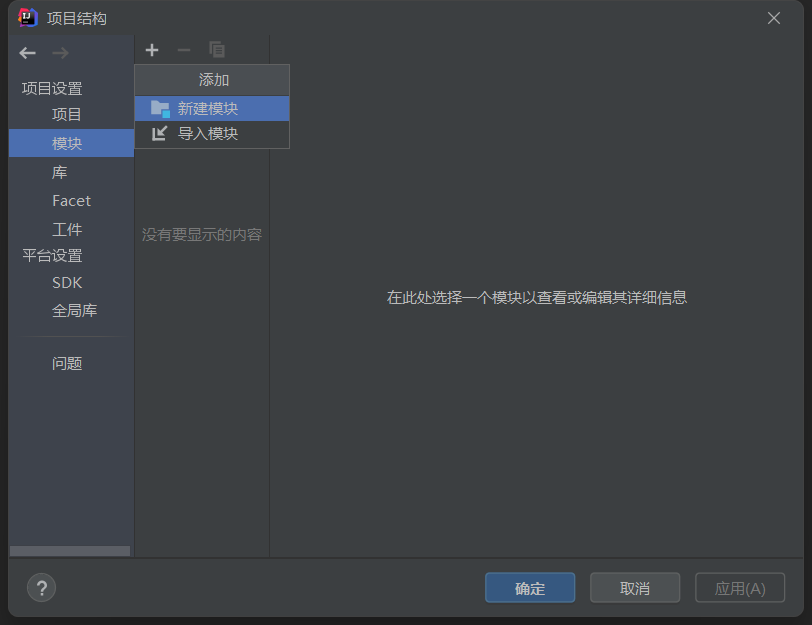 项目结构
项目设置
项目
模块
库
Facet
工件
平台设置
SDK
全局库
问题
添加
新建模块
导入模块
没有要显示的内容
在此处选择一个模块以查看或编辑其详细信息
?
确定
取消
应用(A)